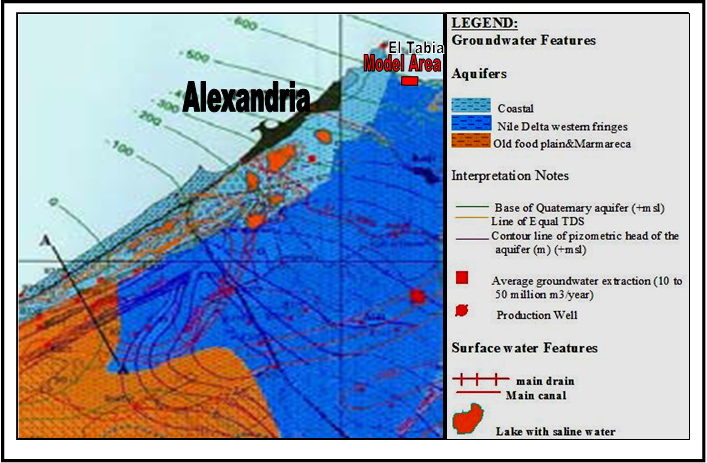 - 600
El Tabia
Model Area
- 500
Alexandria
- 300
- 200
- 100
0
A
A
LEGEND:
Groundwater Features
Aquifers
Coastal
Nile Delta western fringes
Old food plain&Marmareca
Interpretation Notes
Base of Quaternary aquifer (+msl)
Line of Equal TDS
Contour line of pizometric head of the
aquifer (m) (+msl)
Average groundwater extraction (10 to
50 million m3/year)
Production Well
Surface water Features
main drain
Main canal
Lake with saline water